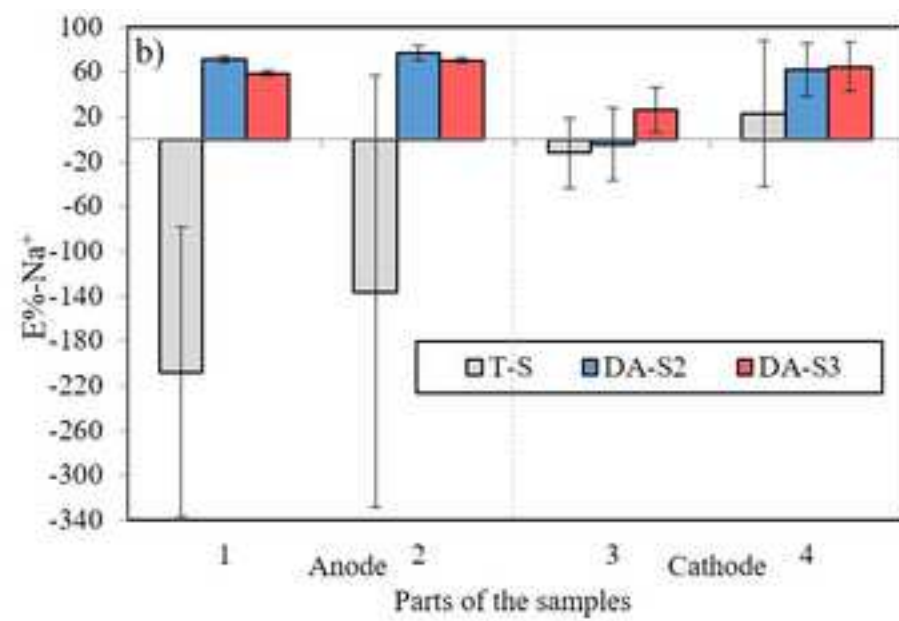 b)
100
60
20
-20
-60
-100
-140
-180
-220
-260
-300
-340
E%-Na⁺
T-S DA-S2 DA-S3
1 2 3 4
Anode Cathode
Parts of the samples